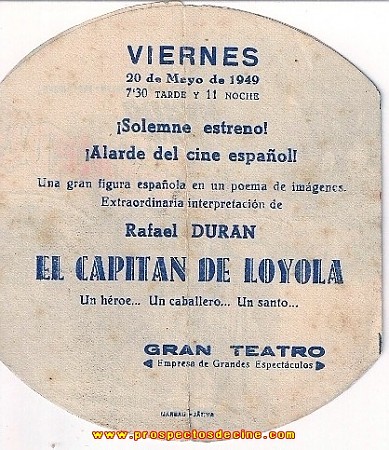 VIERNES
20 de Mayo de 1949
7'30 TARDE Y 11 NOCHE
¡Solemne estreno!
¡Alarde del cine español!
Una gran figura española en un poema de imágenes.
Extraordinaria interpretación de
Rafael DURAN
EL CAPITAN DE LOYOLA
Un héroe... Un caballero... Un santo...
GRAN TEATRO
Empresa de Grandes Espectáculos
www.prospectosdecine.com